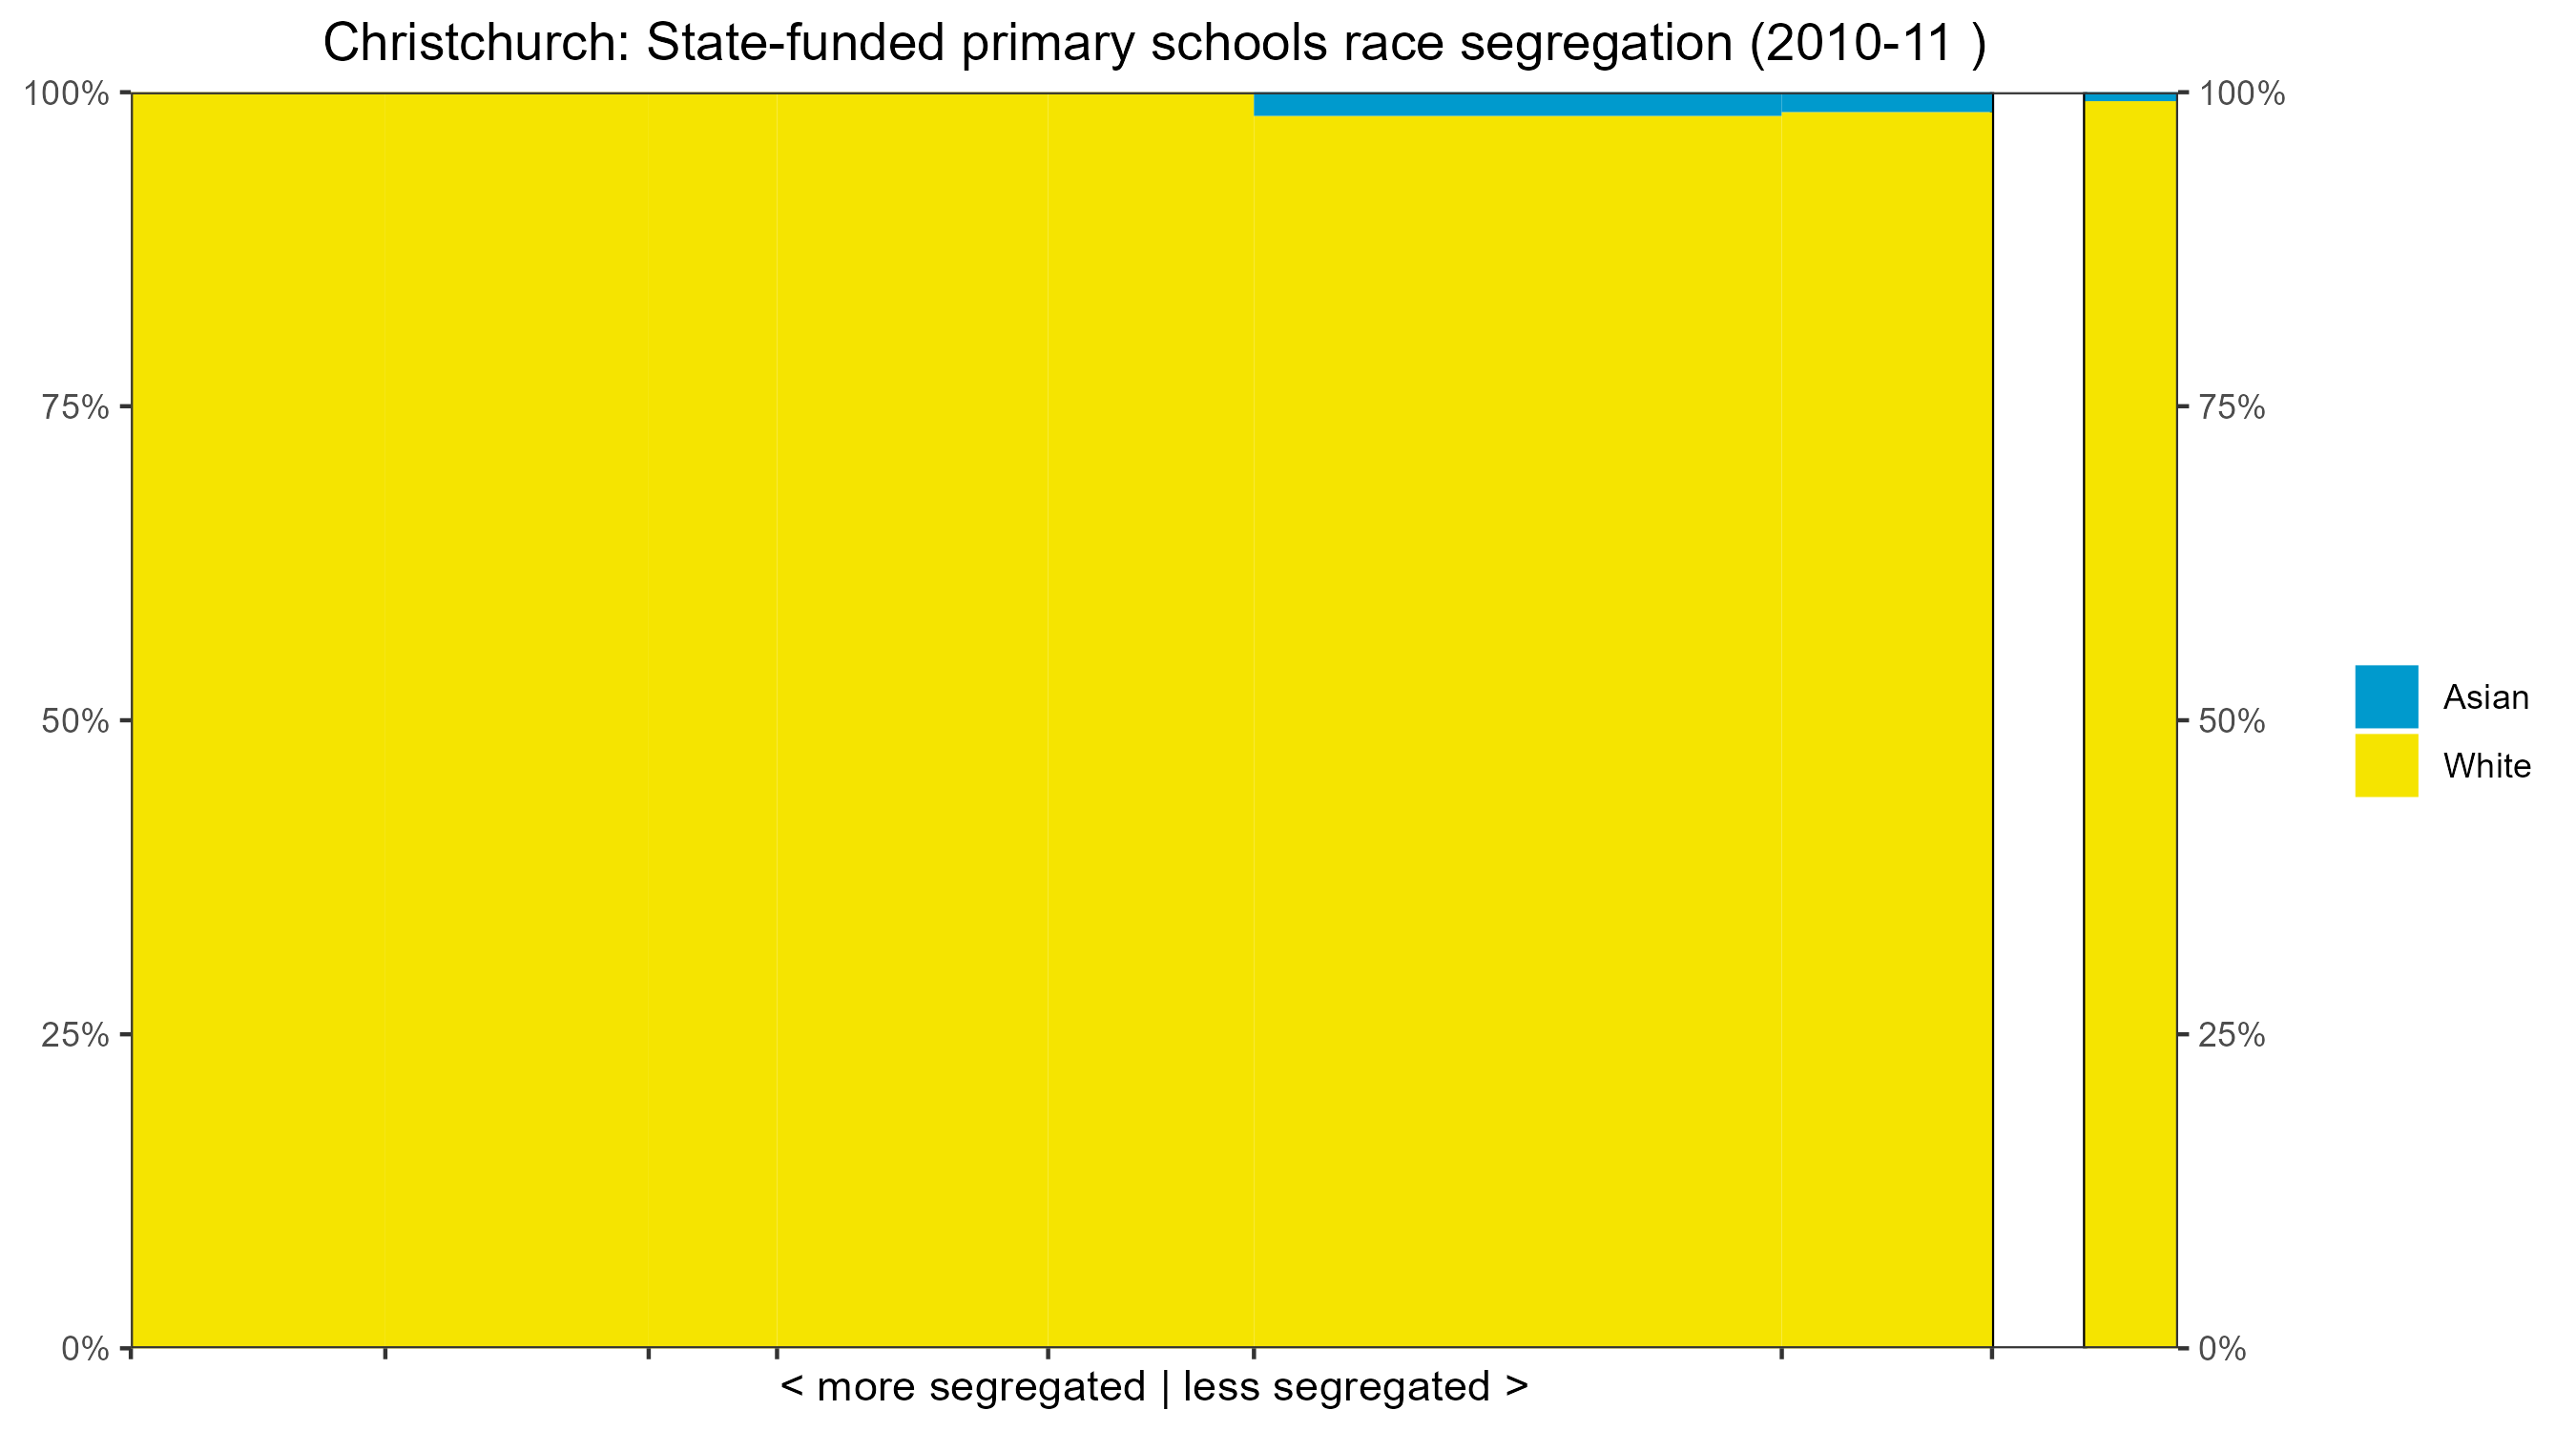 Christchurch: State-funded primary schools race segregation (2010-11 )
100%
75%
50%
25%
0%
100%
75%
50%
25%
0%
< more segregated | less segregated >
Asian
White